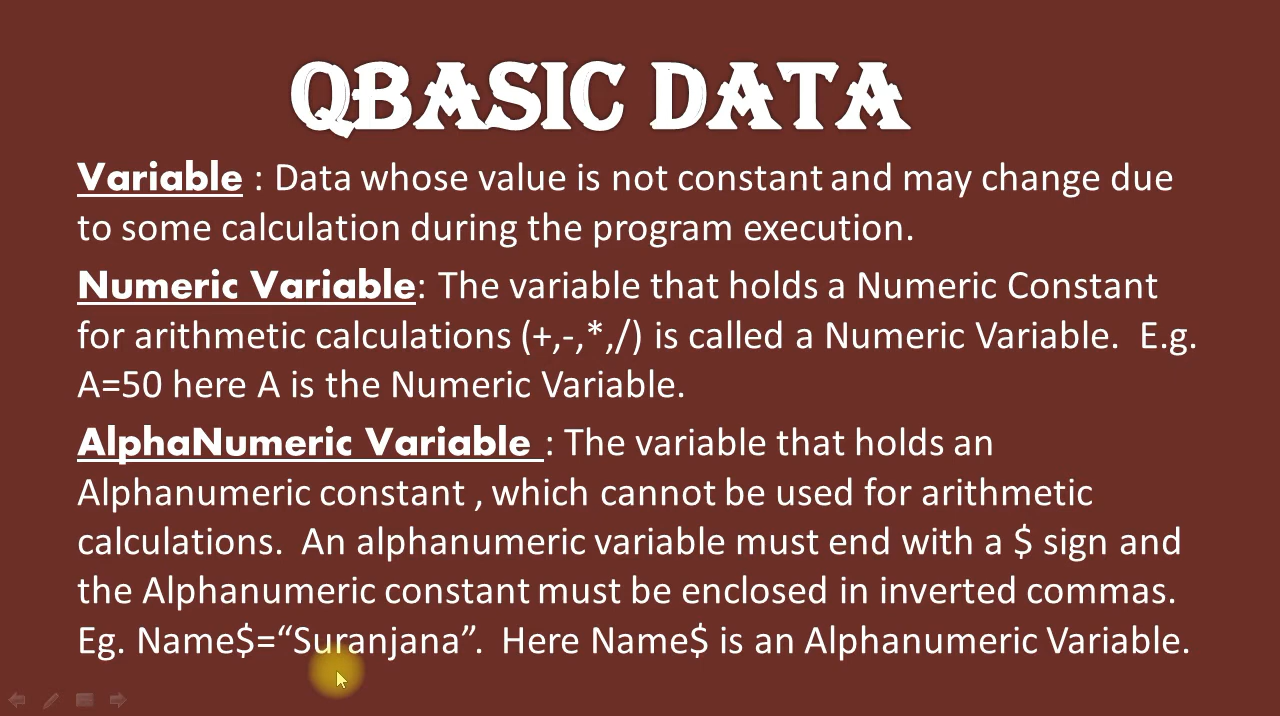 QBASIC DATA
Variable : Data whose value is not constant and may change due
to some calculation during the program execution.
Numeric Variable: The variable that holds a Numeric Constant
for arithmetic calculations (+,-,*,/) is called a Numeric Variable.  E.g.
A=50 here A is the Numeric Variable.
AlphaNumeric Variable : The variable that holds an
Alphanumeric constant , which cannot be used for arithmetic
calculations.  An alphanumeric variable must end with a $ sign and
the Alphanumeric constant must be enclosed in inverted commas.
Eg. Name$=“Suranjana”.  Here Name$ is an Alphanumeric Variable.